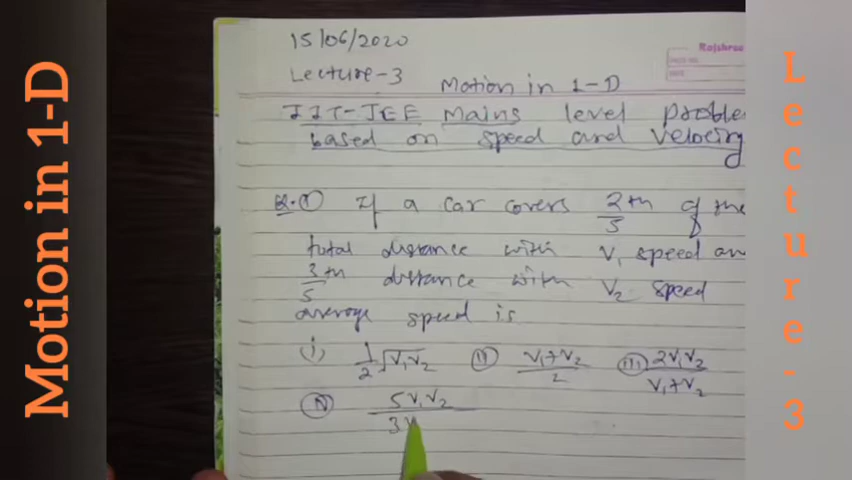 Motion in 1-D
Lecture-3
15/06/2020
Lecture-3 Motion in 1-D
Rajshree
IIT-JEE Mains level proble
based on speed and velocity
Q.① If a car covers 2/5 th of the
total distance with V₁ speed an
3/5 th distance with V₂ speed
average speed is
(i) 1/2 √V₁V₂ (ii) V₁+V₂/2 (iii) 2V₁V₂/V₁+V₂
(iv) 5V₁V₂/3V